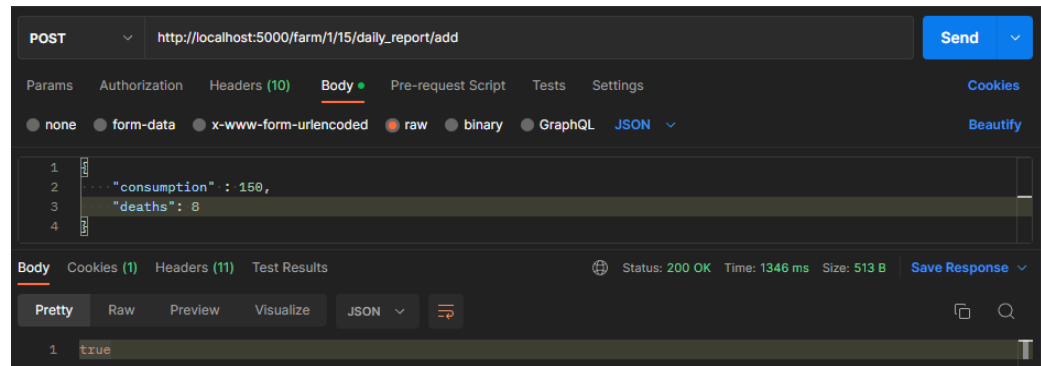 POST http://localhost:5000/farm/1/15/daily_report/add Send
Params Authorization Headers (10) Body Pre-request Script Tests Settings Cookies
none form-data x-www-form-urlencoded raw binary GraphQL JSON Beautify
1 {
2 "consumption" : 150,
3 "deaths": 8
4 }
Body Cookies (1) Headers (11) Test Results Status: 200 OK Time: 1346 ms Size: 513 B Save Response
Pretty Raw Preview Visualize JSON
1 true